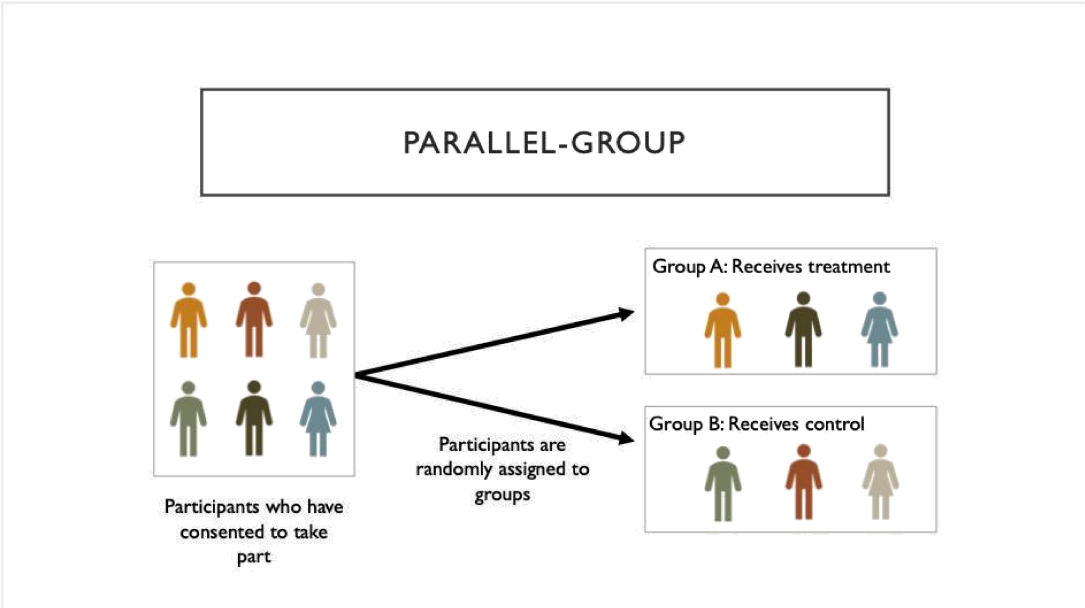 PARALLEL-GROUP
Group A: Receives treatment
Group B: Receives control
Participants are
randomly assigned to
groups
Participants who have
consented to take
part